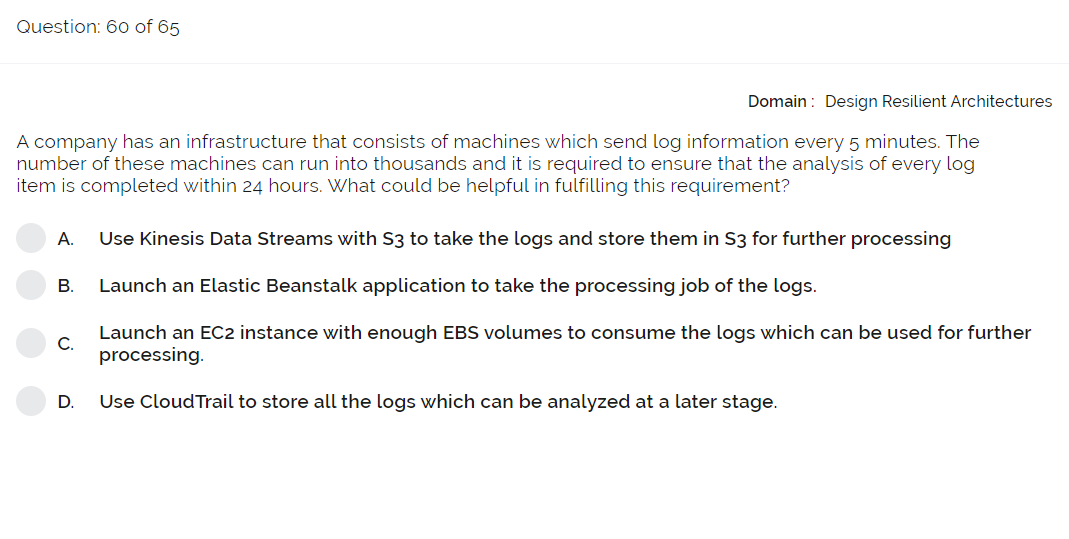 Question: 60 of 65
Domain : Design Resilient Architectures
A company has an infrastructure that consists of machines which send log information every 5 minutes. The
number of these machines can run into thousands and it is required to ensure that the analysis of every log
item is completed within 24 hours. What could be helpful in fulfilling this requirement?
A. Use Kinesis Data Streams with S3 to take the logs and store them in S3 for further processing
B. Launch an Elastic Beanstalk application to take the processing job of the logs.
C. Launch an EC2 instance with enough EBS volumes to consume the logs which can be used for further
processing.
D. Use CloudTrail to store all the logs which can be analyzed at a later stage.